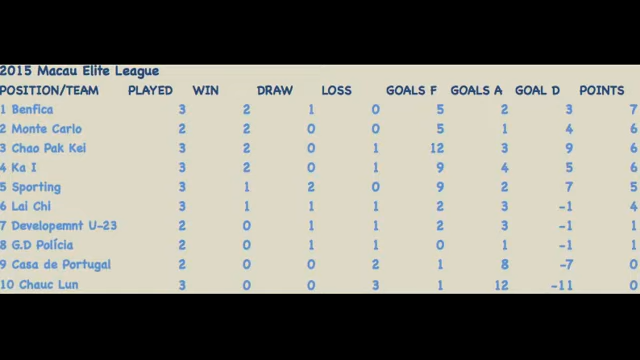 2015 Macau Elite League
POSITION/TEAM PLAYED WIN DRAW LOSS GOALS F GOALS A GOAL D POINTS
1 Benfica 3 2 1 0 5 2 3 7
2 Monte Carlo 2 2 0 0 5 1 4 6
3 Chao Pak Kei 3 2 0 1 12 3 9 6
4 Ka I 3 2 0 1 9 4 5 6
5 Sporting 3 1 2 0 9 2 7 5
6 Lai Chi 3 1 1 1 2 3 -1 4
7 Developemnt U-23 2 0 1 1 2 3 -1 1
8 G.D Polícia 2 0 1 1 0 1 -1 1
9 Casa de Portugal 2 0 0 2 1 8 -7 0
10 Chauc Lun 3 0 0 3 1 12 -11 0